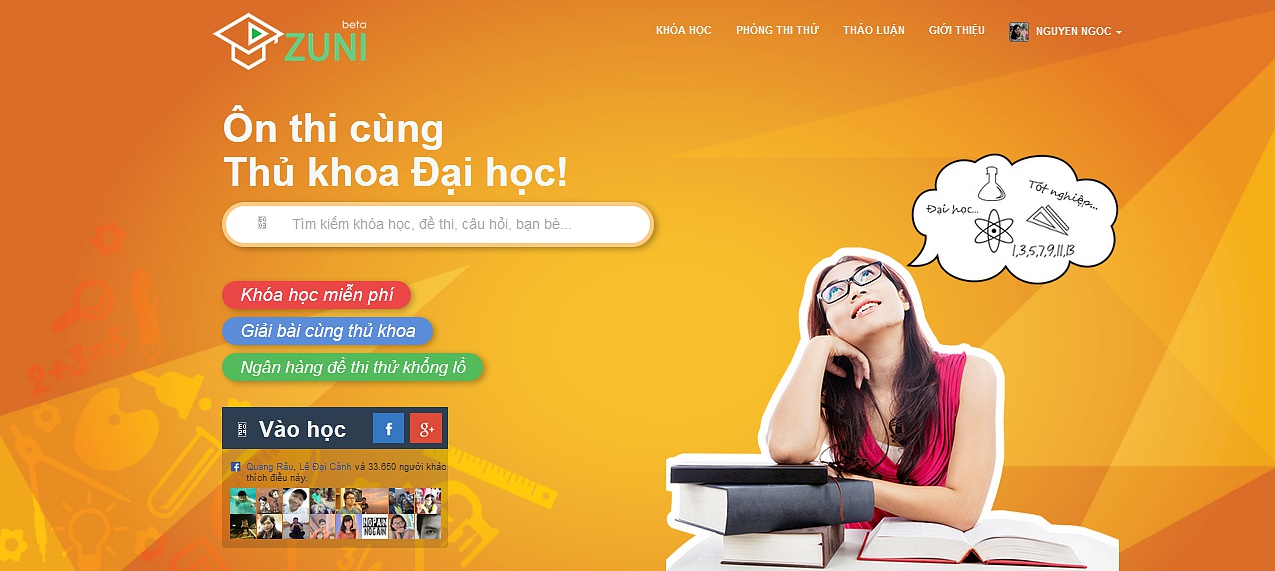 beta
ZUNI
KHÓA HỌC
PHÒNG THI THỬ
THẢO LUẬN
GIỚI THIỆU
NGUYEN NGOC
Ôn thi cùng
Thủ khoa Đại học!
Tìm kiếm khóa học, đề thi, câu hỏi, bạn bè...
Khóa học miễn phí
Giải bài cùng thủ khoa
Ngân hàng đề thi thử khổng lồ
Đại học...
Tốt nghiệp...
1,3,5,7,9,11,13
Vào học
f
g+
Quang Râu, Lê Đại Cảnh và 33.650 người khác
thích điều này.
NO PAIN
NO GAIN